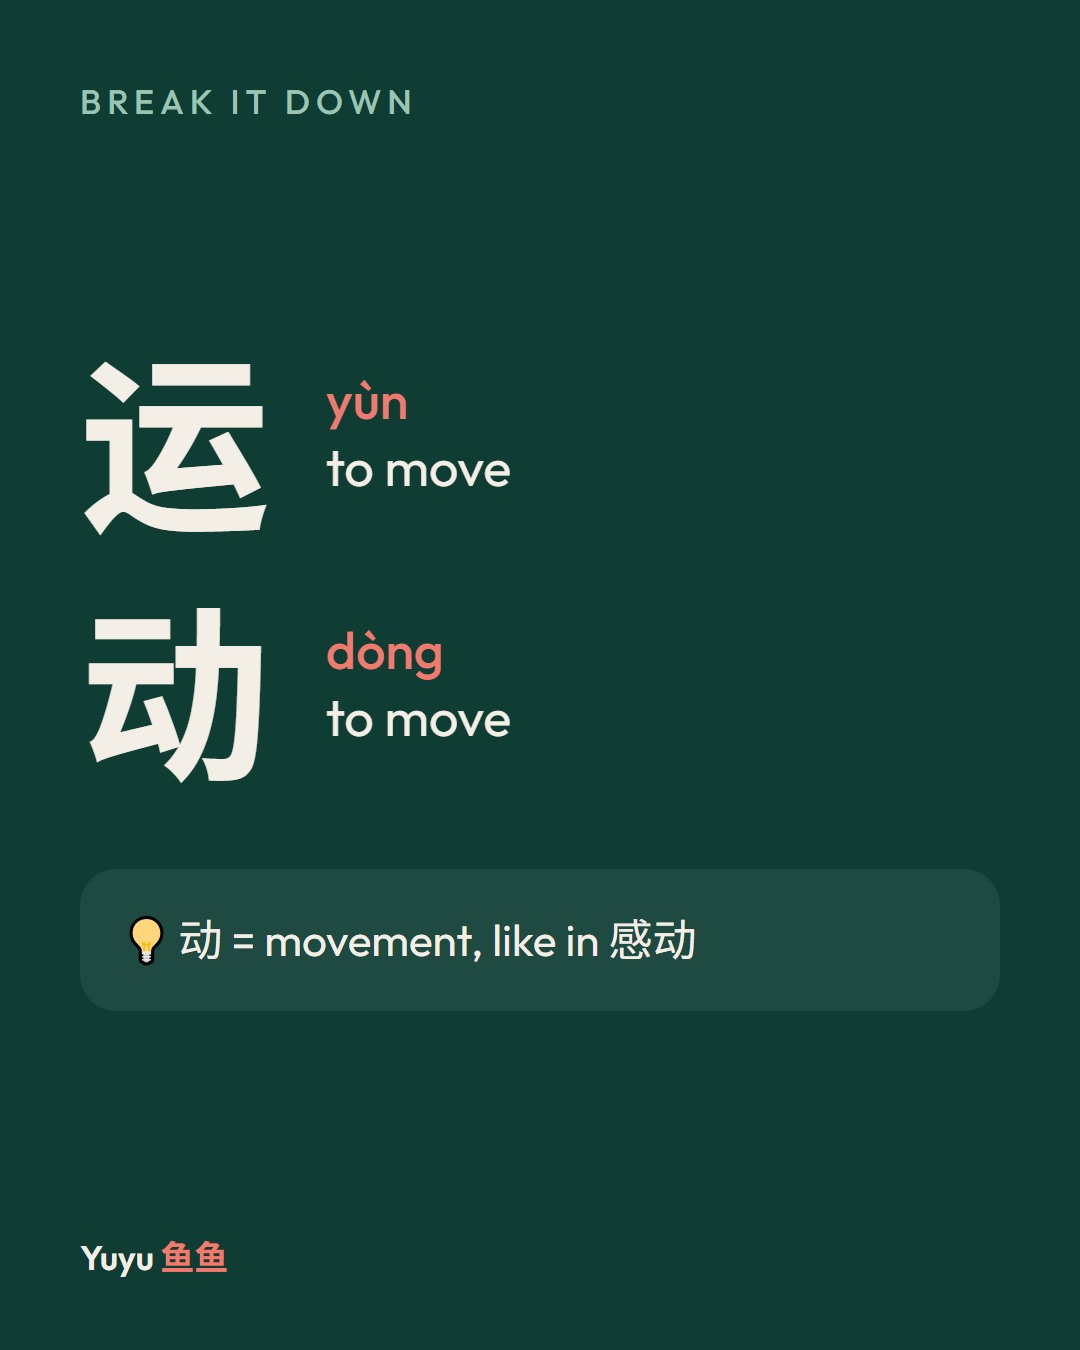 BREAK IT DOWN
运
yùn
to move
动
dòng
to move
💡 动 = movement, like in 感动
Yuyu 鱼鱼